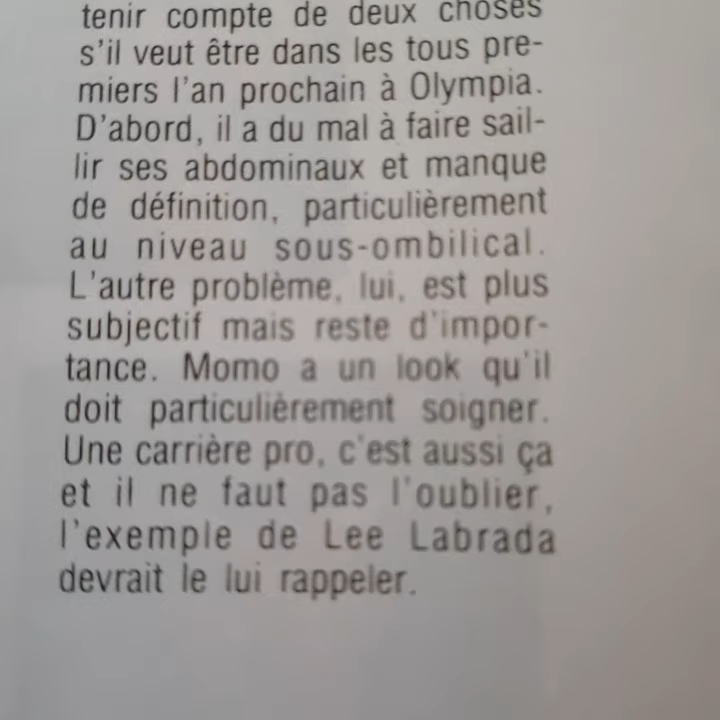 tenir compte de deux choses
s'il veut être dans les tous pre-
miers l'an prochain à Olympia.
D'abord, il a du mal à faire sail-
lir ses abdominaux et manque
de définition, particulièrement
au niveau sous-ombilical.
L'autre problème, lui, est plus
subjectif mais reste d'impor-
tance. Momo a un look qu'il
doit particulièrement soigner.
Une carrière pro, c'est aussi ça
et il ne faut pas l'oublier,
l'exemple de Lee Labrada
devrait le lui rappeler.